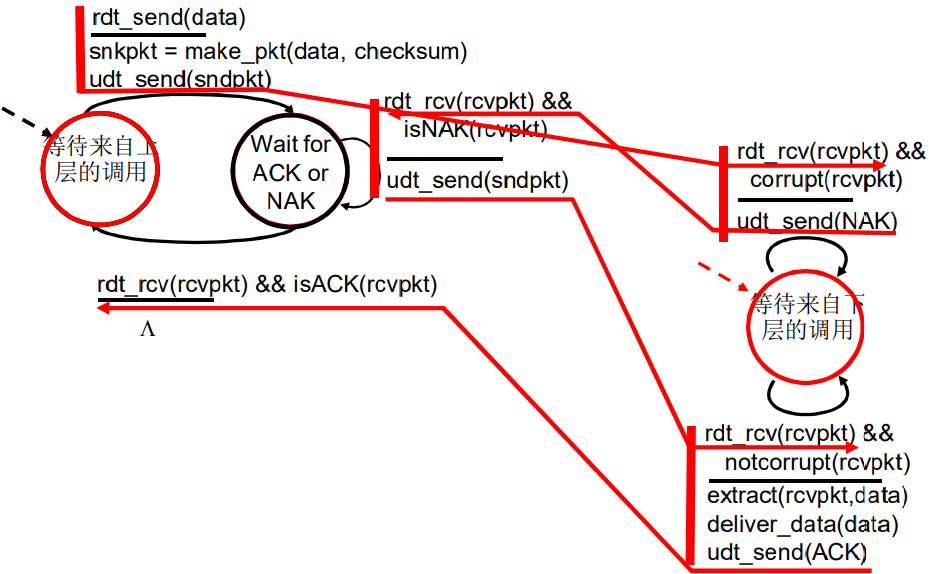 rdt_send(data)
snkpkt = make_pkt(data, checksum)
udt_send(sndpkt)
等待来自上
层的调用
Wait for
ACK or
NAK
rdt_rcv(rcvpkt) &&
isNAK(rcvpkt)
udt_send(sndpkt)
rdt_rcv(rcvpkt) && isACK(rcvpkt)
Λ
rdt_rcv(rcvpkt) &&
corrupt(rcvpkt)
udt_send(NAK)
等待来自下
层的调用
rdt_rcv(rcvpkt) &&
notcorrupt(rcvpkt)
extract(rcvpkt,data)
deliver_data(data)
udt_send(ACK)